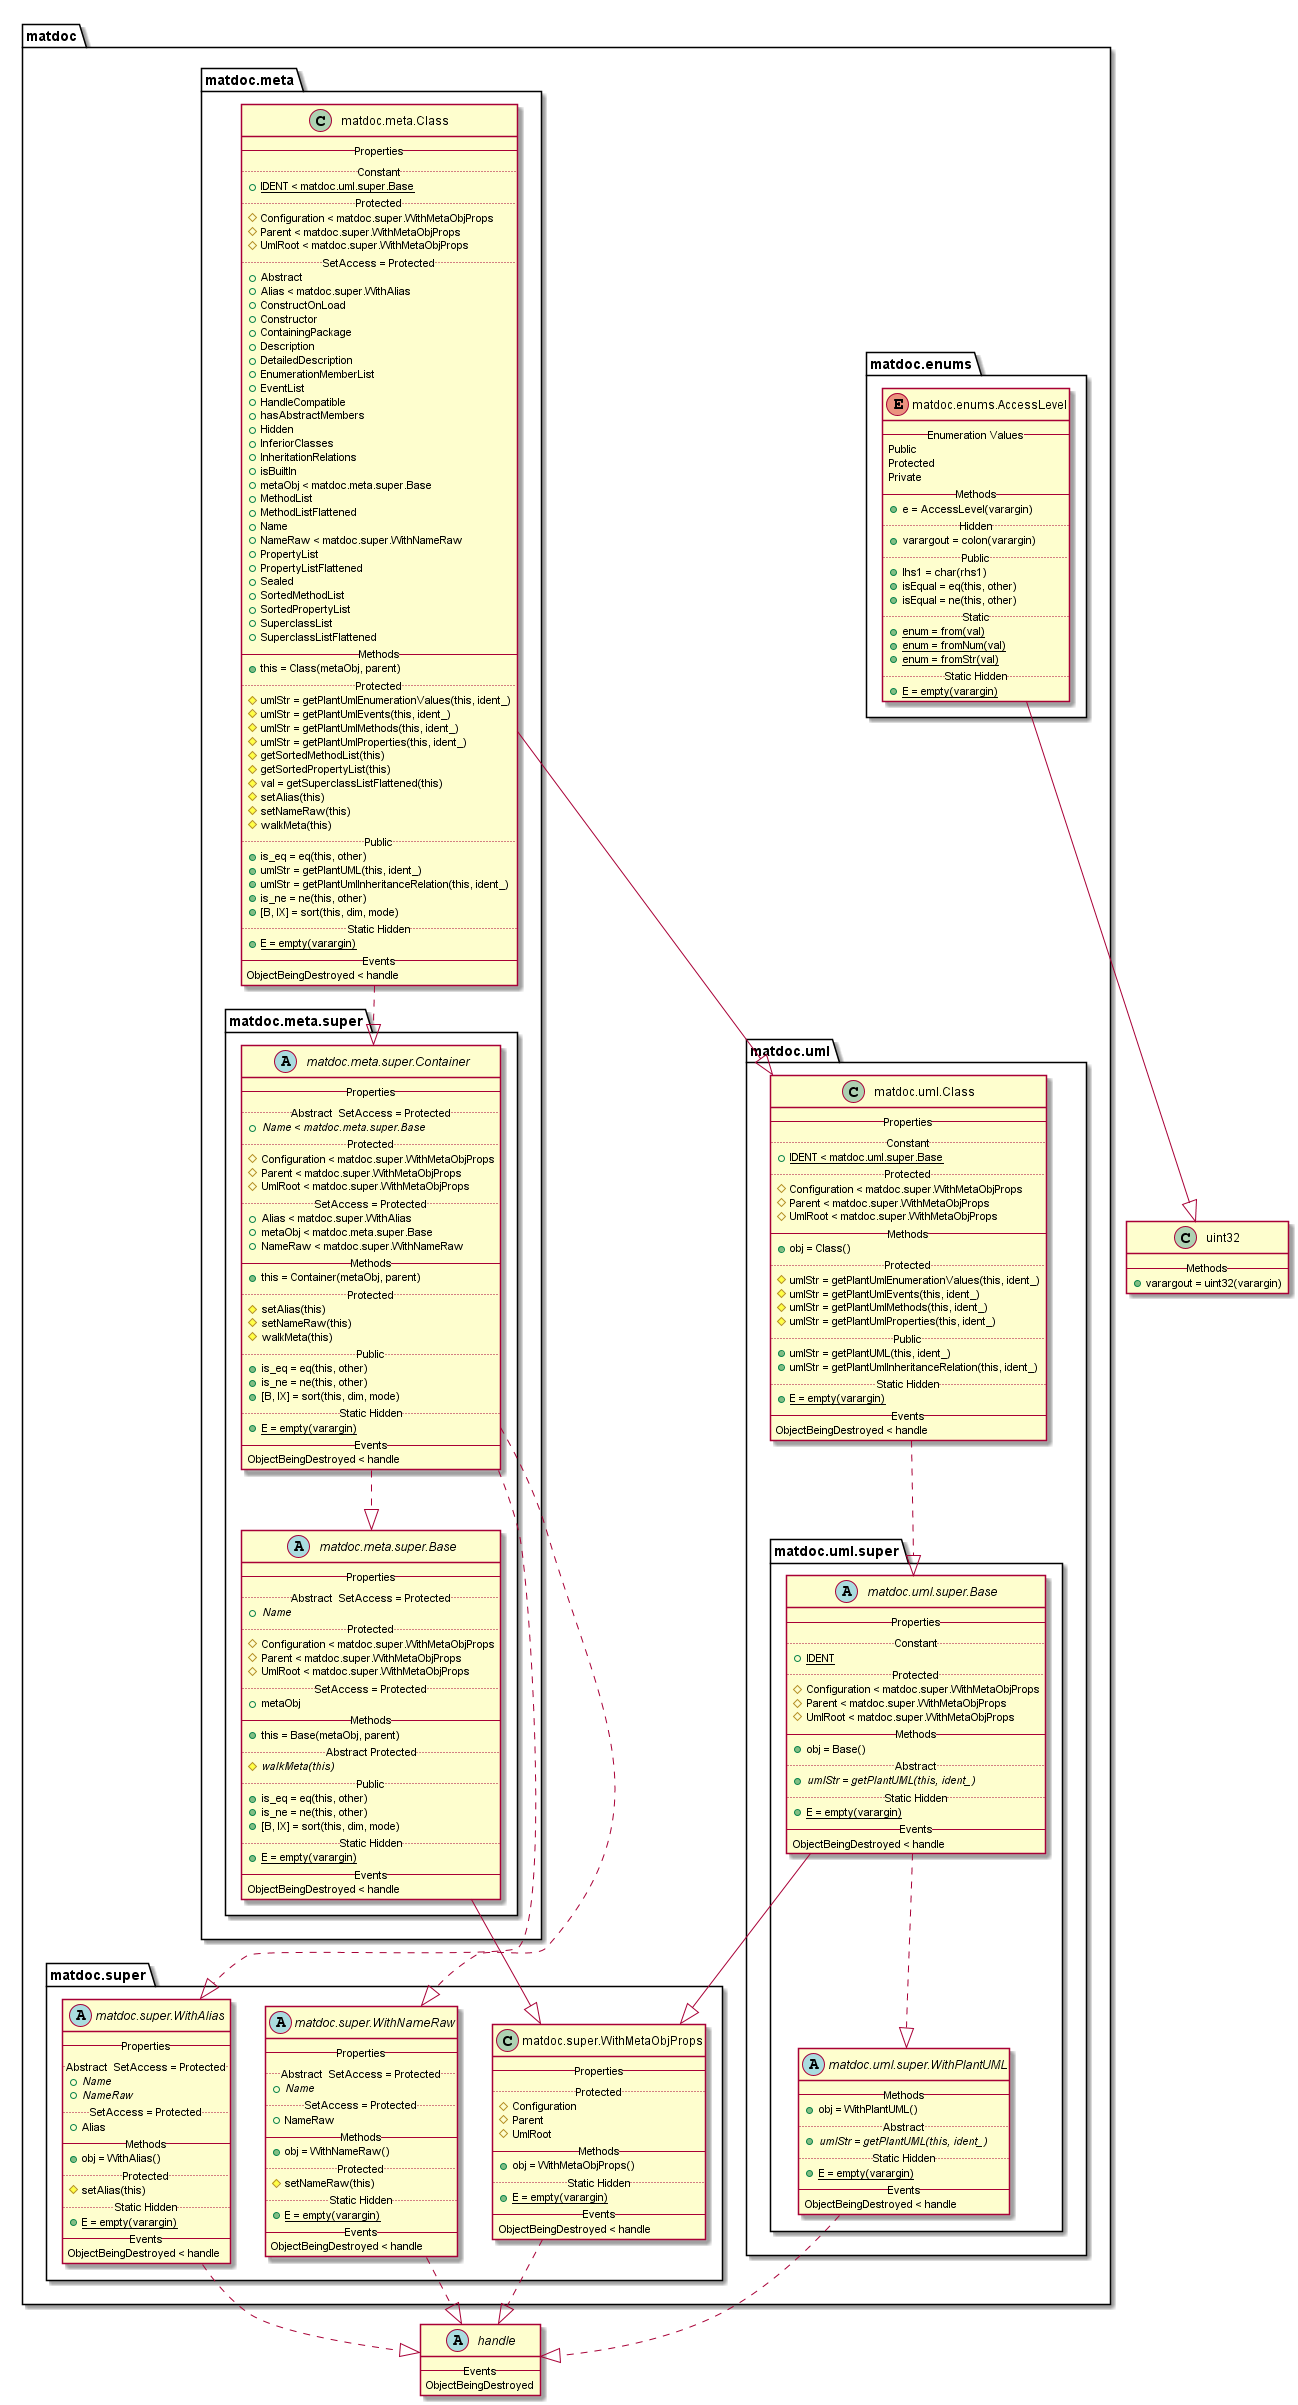 matdoc
matdoc.meta
C matdoc.meta.Class
Properties
Constant
IDENT < matdoc.uml.super.Base
Protected
Configuration < matdoc.super.WithMetaObjProps
Parent < matdoc.super.WithMetaObjProps
UmlRoot < matdoc.super.WithMetaObjProps
SetAccess = Protected
Abstract
Alias < matdoc.super.WithAlias
ConstructOnLoad
Constructor
ContainingPackage
Description
DetailedDescription
EnumerationMemberList
EventList
HandleCompatible
hasAbstractMembers
Hidden
InferiorClasses
InheritationRelations
isBuiltIn
metaObj < matdoc.meta.super.Base
MethodList
MethodListFlattened
Name
NameRaw < matdoc.super.WithNameRaw
PropertyList
PropertyListFlattened
Sealed
SortedMethodList
SortedPropertyList
SuperclassList
SuperclassListFlattened
Methods
this = Class(metaObj, parent)
Protected
umlStr = getPlantUmlEnumerationValues(this, ident_)
umlStr = getPlantUmlEvents(this, ident_)
umlStr = getPlantUmlMethods(this, ident_)
umlStr = getPlantUmlProperties(this, ident_)
getSortedMethodList(this)
getSortedPropertyList(this)
val = getSuperclassListFlattened(this)
setAlias(this)
setNameRaw(this)
walkMeta(this)
Public
is_eq = eq(this, other)
umlStr = getPlantUML(this, ident_)
umlStr = getPlantUmlInheritanceRelation(this, ident_)
is_ne = ne(this, other)
[B, IX] = sort(this, dim, mode)
Static Hidden
E = empty(varargin)
Events
ObjectBeingDestroyed < handle
matdoc.enums
E matdoc.enums.AccessLevel
Enumeration Values
Public
Protected
Private
Methods
e = AccessLevel(varargin)
Hidden
varargout = colon(varargin)
Public
lhs1 = char(rhs1)
isEqual = eq(this, other)
isEqual = ne(this, other)
Static
enum = from(val)
enum = fromNum(val)
enum = fromStr(val)
Static Hidden
E = empty(varargin)
matdoc.meta.super
A matdoc.meta.super.Container
Properties
Abstract SetAccess = Protected
Name < matdoc.meta.super.Base
Protected
Configuration < matdoc.super.WithMetaObjProps
Parent < matdoc.super.WithMetaObjProps
UmlRoot < matdoc.super.WithMetaObjProps
SetAccess = Protected
Alias < matdoc.super.WithAlias
metaObj < matdoc.meta.super.Base
NameRaw < matdoc.super.WithNameRaw
Methods
this = Container(metaObj, parent)
Protected
setAlias(this)
setNameRaw(this)
walkMeta(this)
Public
is_eq = eq(this, other)
is_ne = ne(this, other)
[B, IX] = sort(this, dim, mode)
Static Hidden
E = empty(varargin)
Events
ObjectBeingDestroyed < handle
matdoc.uml
C matdoc.uml.Class
Properties
Constant
IDENT < matdoc.uml.super.Base
Protected
Configuration < matdoc.super.WithMetaObjProps
Parent < matdoc.super.WithMetaObjProps
UmlRoot < matdoc.super.WithMetaObjProps
Methods
obj = Class()
Protected
umlStr = getPlantUmlEnumerationValues(this, ident_)
umlStr = getPlantUmlEvents(this, ident_)
umlStr = getPlantUmlMethods(this, ident_)
umlStr = getPlantUmlProperties(this, ident_)
Public
umlStr = getPlantUML(this, ident_)
umlStr = getPlantUmlInheritanceRelation(this, ident_)
Static Hidden
E = empty(varargin)
Events
ObjectBeingDestroyed < handle
C uint32
Methods
varargout = uint32(varargin)
A matdoc.meta.super.Base
Properties
Abstract SetAccess = Protected
Name
Protected
Configuration < matdoc.super.WithMetaObjProps
Parent < matdoc.super.WithMetaObjProps
UmlRoot < matdoc.super.WithMetaObjProps
SetAccess = Protected
metaObj
Methods
this = Base(metaObj, parent)
Abstract Protected
walkMeta(this)
Public
is_eq = eq(this, other)
is_ne = ne(this, other)
[B, IX] = sort(this, dim, mode)
Static Hidden
E = empty(varargin)
Events
ObjectBeingDestroyed < handle
matdoc.uml.super
A matdoc.uml.super.Base
Properties
Constant
IDENT
Protected
Configuration < matdoc.super.WithMetaObjProps
Parent < matdoc.super.WithMetaObjProps
UmlRoot < matdoc.super.WithMetaObjProps
Methods
obj = Base()
Abstract
umlStr = getPlantUML(this, ident_)
Static Hidden
E = empty(varargin)
Events
ObjectBeingDestroyed < handle
matdoc.super
A matdoc.super.WithAlias
Properties
Abstract SetAccess = Protected
Name
NameRaw
SetAccess = Protected
Alias
Methods
obj = WithAlias()
Protected
setAlias(this)
Static Hidden
E = empty(varargin)
Events
ObjectBeingDestroyed < handle
A matdoc.super.WithNameRaw
Properties
Abstract SetAccess = Protected
Name
SetAccess = Protected
NameRaw
Methods
obj = WithNameRaw()
Protected
setNameRaw(this)
Static Hidden
E = empty(varargin)
Events
ObjectBeingDestroyed < handle
C matdoc.super.WithMetaObjProps
Properties
Protected
Configuration
Parent
UmlRoot
Methods
obj = WithMetaObjProps()
Static Hidden
E = empty(varargin)
Events
ObjectBeingDestroyed < handle
A matdoc.uml.super.WithPlantUML
Methods
obj = WithPlantUML()
Abstract
umlStr = getPlantUML(this, ident_)
Static Hidden
E = empty(varargin)
Events
ObjectBeingDestroyed < handle
A handle
Events
ObjectBeingDestroyed